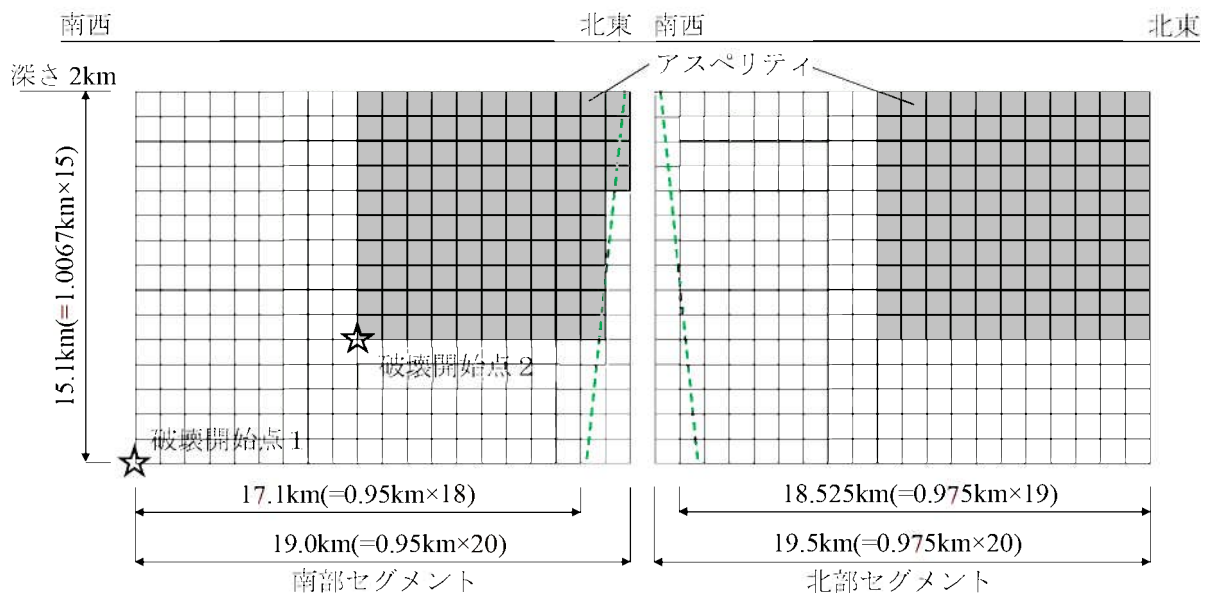 南西
北東
南西
北東
深さ 2km
アスペリティ
15.1km(=1.0067km×15)
破壊開始点 2
破壊開始点 1
17.1km(=0.95km×18)
18.525km(=0.975km×19)
19.0km(=0.95km×20)
19.5km(=0.975km×20)
南部セグメント
北部セグメント